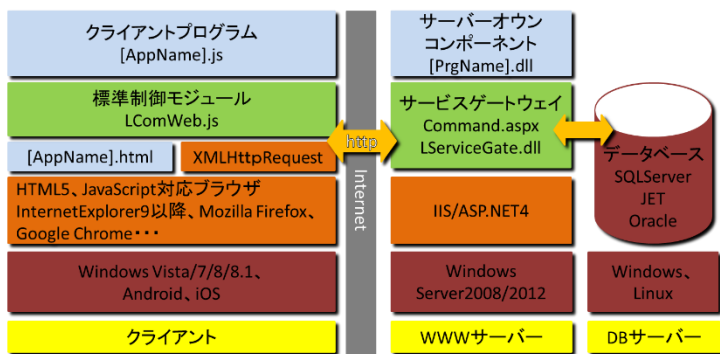 クライアントプログラム
[AppName].js
標準制御モジュール
LComWeb.js
[AppName].html
XMLHttpRequest
HTML5、JavaScript対応ブラウザ
InternetExplorer9以降、Mozilla Firefox、
Google Chrome・・・
Windows Vista/7/8/8.1、
Android、iOS
クライアント
http
Internet
サーバーオウン
コンポーネント
[PrgName].dll
サービスゲートウェイ
Command.aspx
LServiceGate.dll
IIS/ASP.NET4
Windows
Server2008/2012
WWWサーバー
データベース
SQLServer
JET
Oracle
Windows、
Linux
DBサーバー